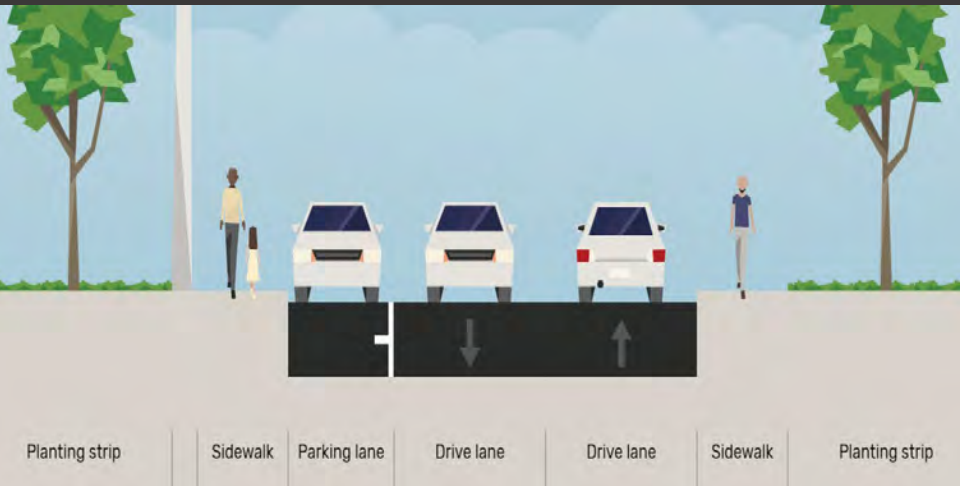 Planting strip
Sidewalk
Parking lane
Drive lane
Drive lane
Sidewalk
Planting strip